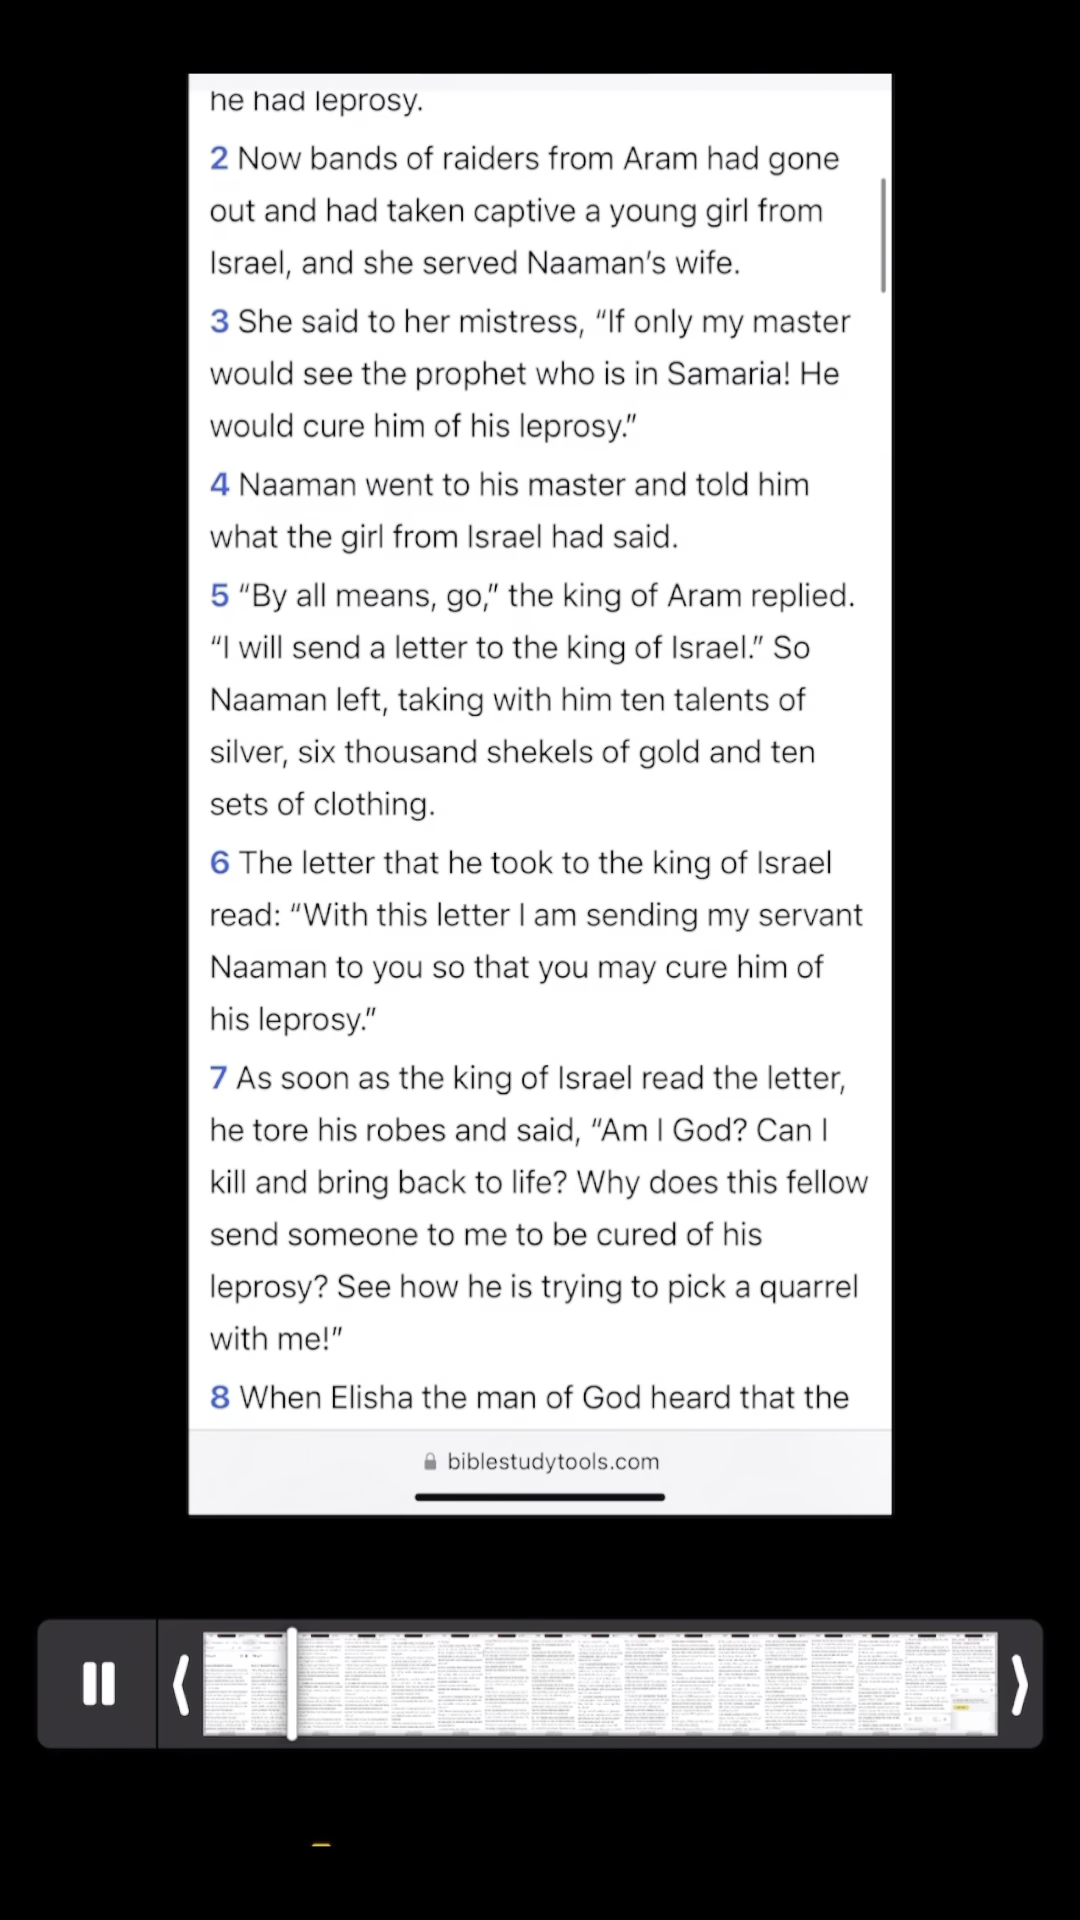 he had leprosy.
2 Now bands of raiders from Aram had gone
out and had taken captive a young girl from
Israel, and she served Naaman’s wife.
3 She said to her mistress, “If only my master
would see the prophet who is in Samaria! He
would cure him of his leprosy.”
4 Naaman went to his master and told him
what the girl from Israel had said.
5 “By all means, go,” the king of Aram replied.
“I will send a letter to the king of Israel.” So
Naaman left, taking with him ten talents of
silver, six thousand shekels of gold and ten
sets of clothing.
6 The letter that he took to the king of Israel
read: “With this letter I am sending my servant
Naaman to you so that you may cure him of
his leprosy.”
7 As soon as the king of Israel read the letter,
he tore his robes and said, “Am I God? Can I
kill and bring back to life? Why does this fellow
send someone to me to be cured of his
leprosy? See how he is trying to pick a quarrel
with me!”
8 When Elisha the man of God heard that the
biblestudytools.com